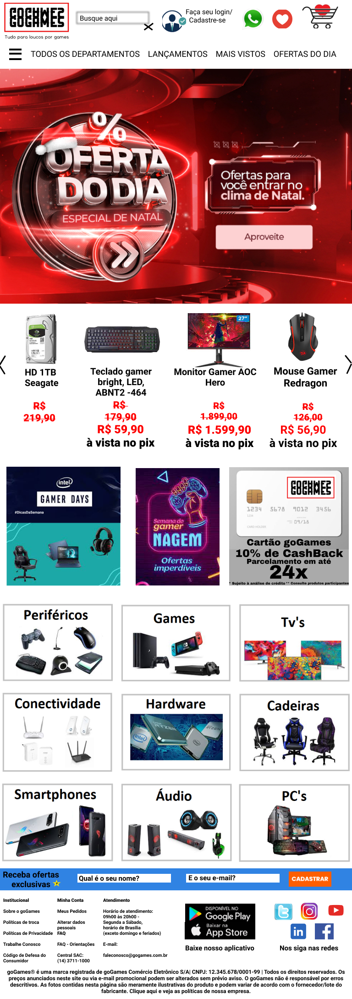 GOGAMES
Tudo para loucos por games
Busque aqui
Faça seu login/
Cadastre-se
TODOS OS DEPARTAMENTOS LANÇAMENTOS MAIS VISTOS OFERTAS DO DIA
%
OFERTA
DO DIA
ESPECIAL DE NATAL
Ofertas para
você entrar no
clima de Natal.
Aproveite
27"
HD 1TB
Seagate
R$
219,90
Teclado gamer
bright, LED,
ABNT2 -464
R$
179,90
R$ 59,90
à vista no pix
Monitor Gamer AOC
Hero
R$
1.899,00
R$ 1.599,90
à vista no pix
Mouse Gamer
Redragon
R$
126,00
R$ 56,90
à vista no pix
intel
GAMER DAYS
#DicasDaSemana
Semana do
gamer
NAGEM
Ofertas
imperdíveis
GOGAMES
1234 5678 9012 3456
1234
09/18
CARD HOLDER
Cartão goGames
10% de CashBack
Parcelamento em até
24x
* Sujeito à análise de crédito ** Consulte produtos participantes
Periféricos
Games
Tv's
Conectividade
Hardware
RYZEN
RYZEN
intel
intel
Cadeiras
Smartphones
Áudio
PC's
Receba ofertas
exclusivas
Qual é o seu nome?
E o seu e-mail?
CADASTRAR
Institucional
Sobre o goGames
Políticas de troca
Políticas de Privacidade
Trabalhe Conosco
Código de Defesa do
Consumidor
Minha Conta
Meus Pedidos
Alterar dados
pessoais
FAQ
FAQ - Orientações
Central SAC:
(14) 3711-1000
Atendimento
Horário de atendimento:
09h00 às 20h00 -
Segunda a Sábado,
horário de Brasília
(exceto domingo e feriados)
E-mail:
faleconosco@gogames.com.br
DISPONÍVEL NO
Google Play
Baixar na
App Store
Baixe nosso aplicativo
in
Nos siga nas redes
goGames® é uma marca registrada de goGames Comércio Eletrônico S/A| CNPJ: 12.345.678/0001-99 | Todos os direitos reservados. Os
preços anunciados neste site ou via e-mail promocional podem ser alterados sem prévio aviso. O goGames não é responsável por erros
descritivos. As fotos contidas nesta página são meramente ilustrativas do produto e podem variar de acordo com o fornecedor/lote do
fabricante. Clique aqui e veja as políticas de nossa empresa.